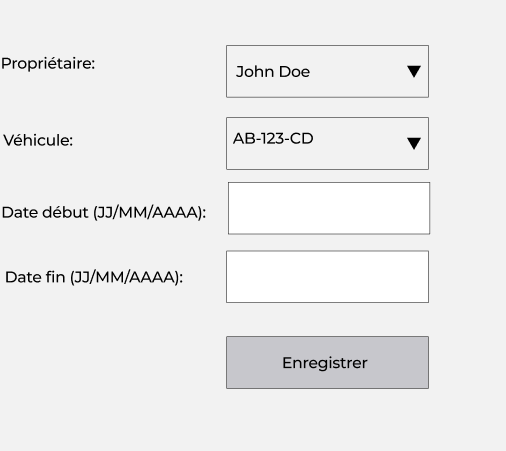 Propriétaire:
John Doe
Véhicule:
AB-123-CD
Date début (JJ/MM/AAAA):
Date fin (JJ/MM/AAAA):
Enregistrer